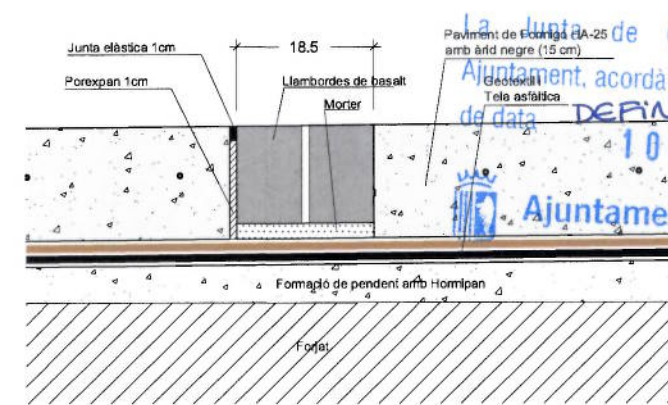 Junta elàstica 1cm
18.5
Paviment de Formigó HA-25
amb àrid negre (15 cm)
La Junta de
Porexpan 1cm
Llambordes de basalt
Morter
Ajuntament, acordà
Geotextil i
Tela asfàltica
de data DEFIN
10
Ajuntame
Formació de pendent amb Hormipan
Forjat